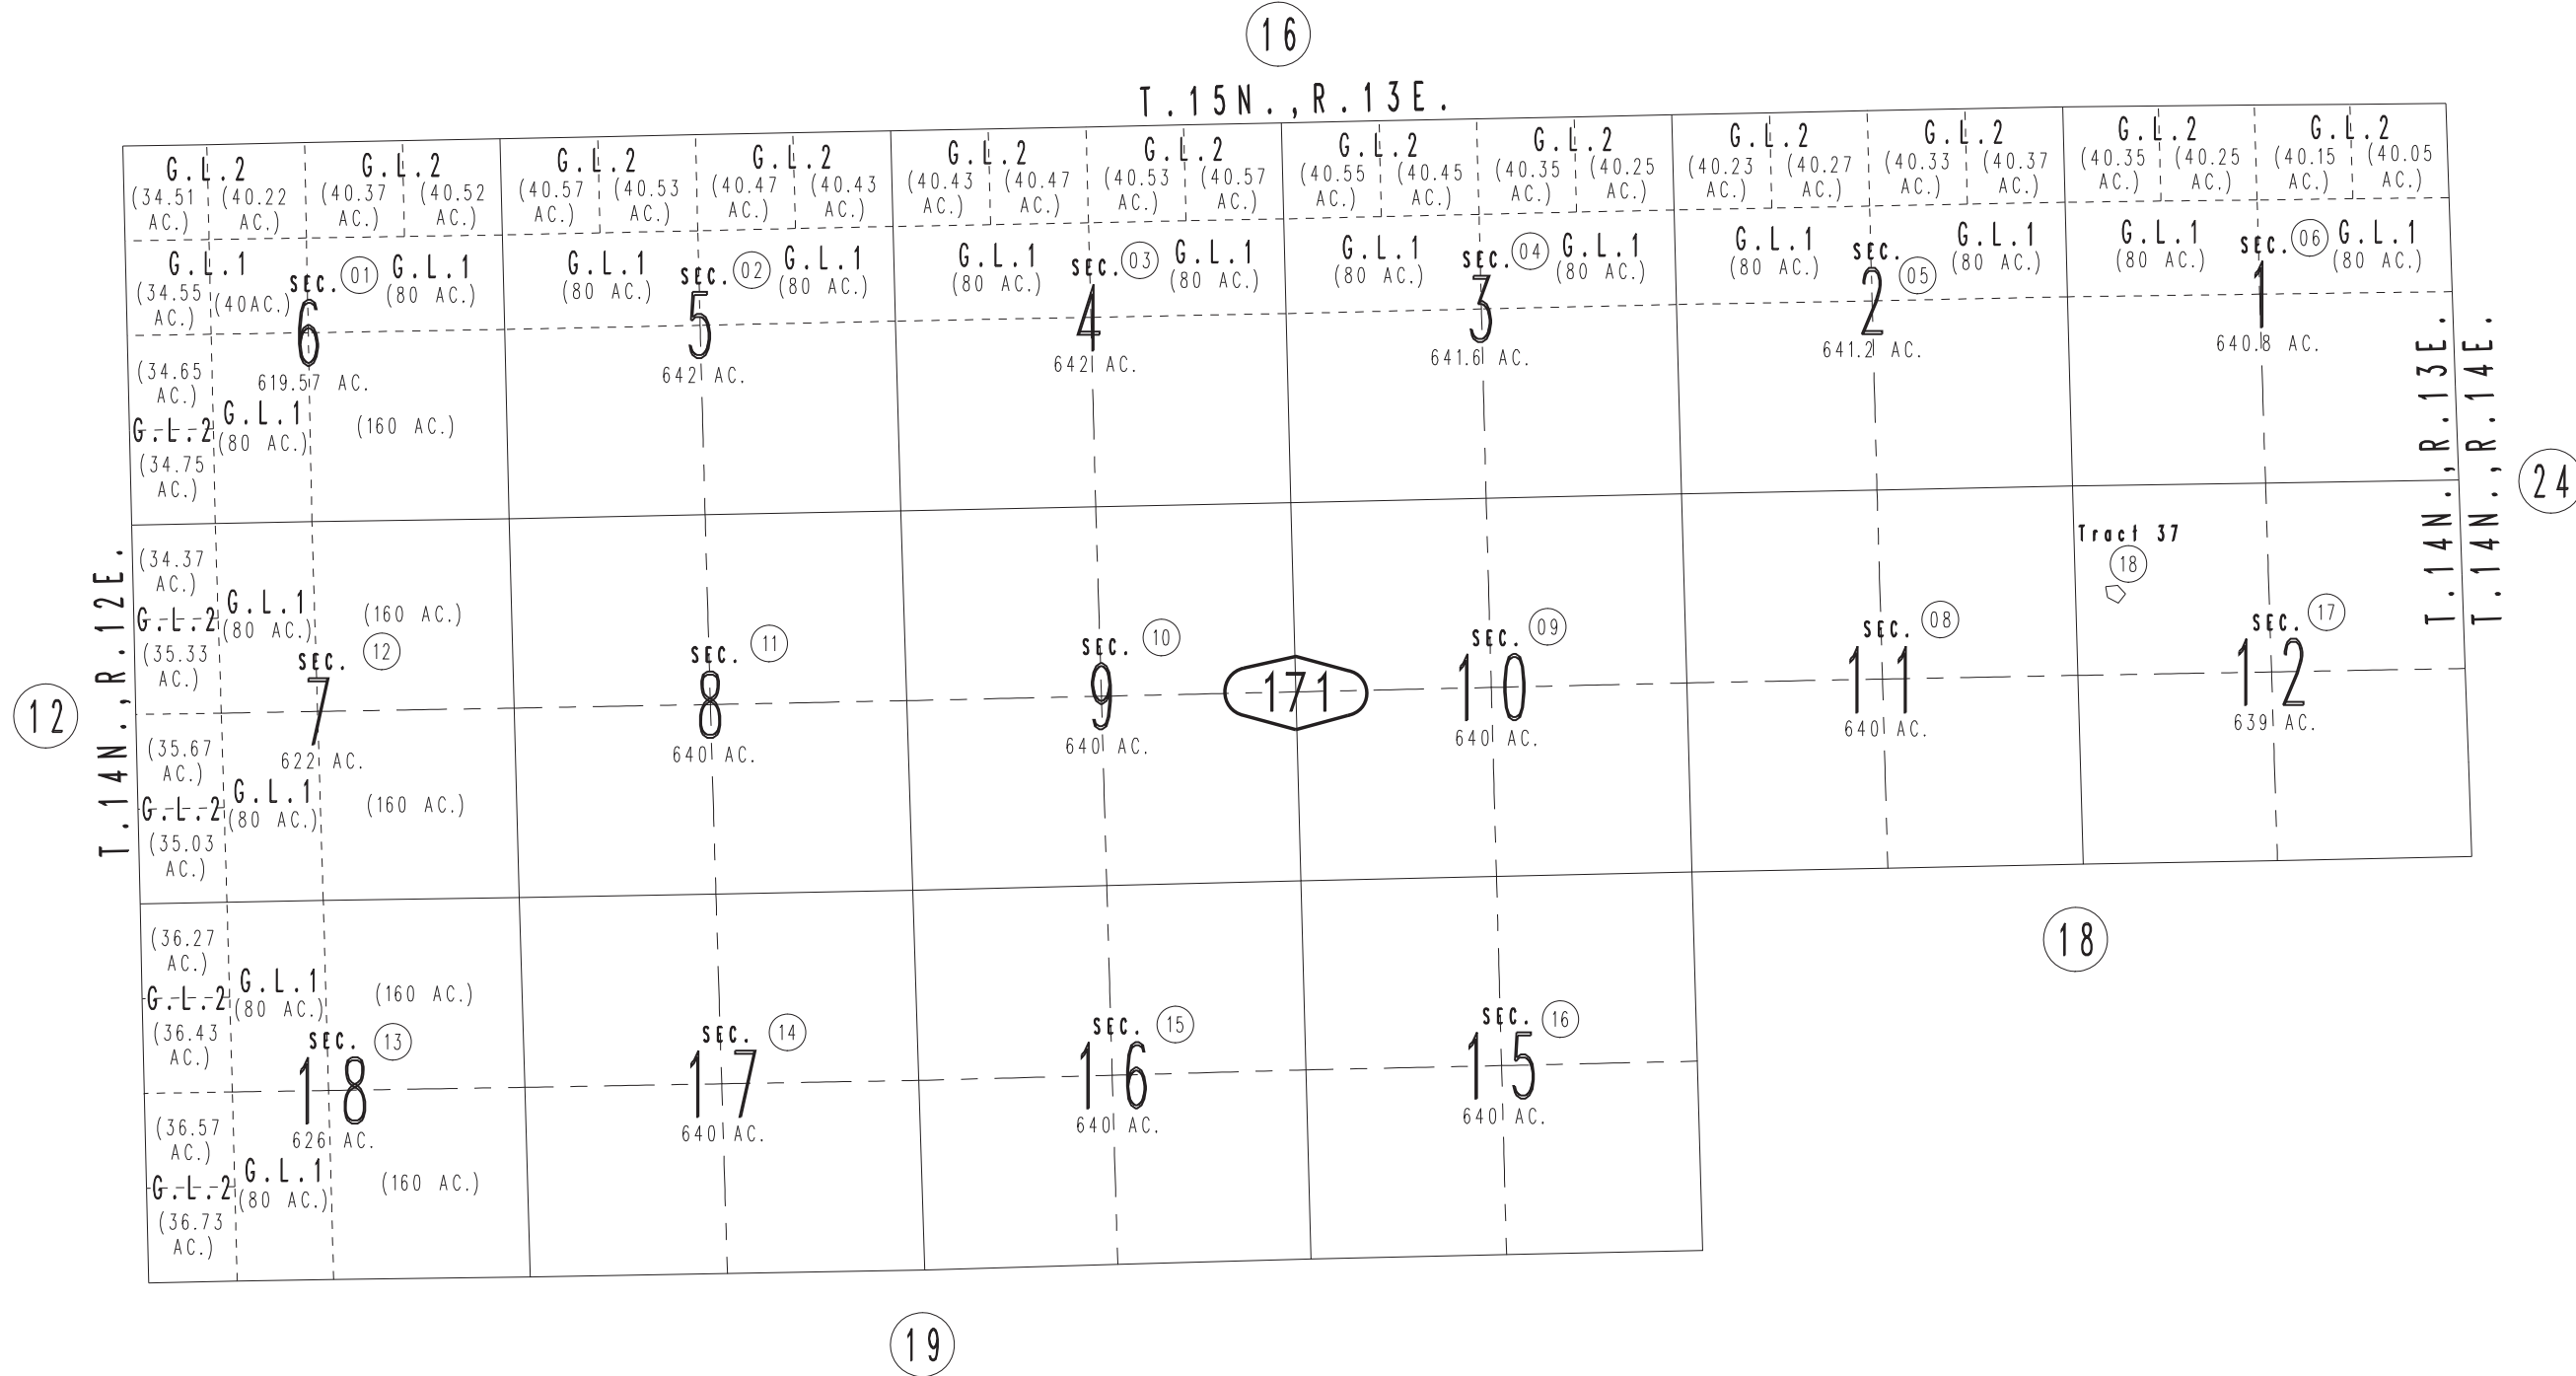 16
T.15N.,R.13E.
G.L.2 G.L.2 G.L.2 G.L.2 G.L.2 G.L.2 G.L.2 G.L.2 G.L.2 G.L.2 G.L.2 G.L.2
(34.51 AC.) (40.22 AC.) (40.37 AC.) (40.52 AC.) (40.57 AC.) (40.53 AC.) (40.47 AC.) (40.43 AC.) (40.43 AC.) (40.47 AC.) (40.53 AC.) (40.57 AC.) (40.55 AC.) (40.45 AC.) (40.35 AC.) (40.25 AC.) (40.23 AC.) (40.27 AC.) (40.33 AC.) (40.37 AC.) (40.35 AC.) (40.25 AC.) (40.15 AC.) (40.05 AC.)
G.L.1 SEC. 01 G.L.1 G.L.1 SEC. 02 G.L.1 G.L.1 SEC. 03 G.L.1 G.L.1 SEC. 04 G.L.1 G.L.1 SEC. 05 G.L.1 G.L.1 SEC. 06 G.L.1
(34.55 AC.) (40AC.) (80 AC.) (80 AC.) (80 AC.) (80 AC.) (80 AC.) (80 AC.) (80 AC.) (80 AC.) (80 AC.) (80 AC.) (80 AC.)
6 5 4 3 2 1
619.57 AC. 642 AC. 642 AC. 641.6 AC. 641.2 AC. 640.8 AC.
(34.65 AC.)
G.L.2 G.L.1
(80 AC.) (160 AC.)
(34.75 AC.)
T.14N.,R.13E.
T.14N.,R.14E.
24
T.14N.,R.12E.
12
(34.37 AC.)
G.L.2 G.L.1
(80 AC.) (160 AC.)
(35.33 AC.)
Tract 37
18
SEC. 12 SEC. 11 SEC. 10 SEC. 09 SEC. 08 SEC. 17
7 8 9 171 10 11 12
622 AC. 640 AC. 640 AC. 640 AC. 640 AC. 639 AC.
(35.67 AC.)
G.L.2 G.L.1
(80 AC.) (160 AC.)
(35.03 AC.)
18
(36.27 AC.)
G.L.2 G.L.1
(80 AC.) (160 AC.)
(36.43 AC.)
SEC. 13 SEC. 14 SEC. 15 SEC. 16
18 17 16 15
626 AC. 640 AC. 640 AC. 640 AC.
(36.57 AC.)
G.L.2 G.L.1
(80 AC.) (160 AC.)
(36.73 AC.)
19